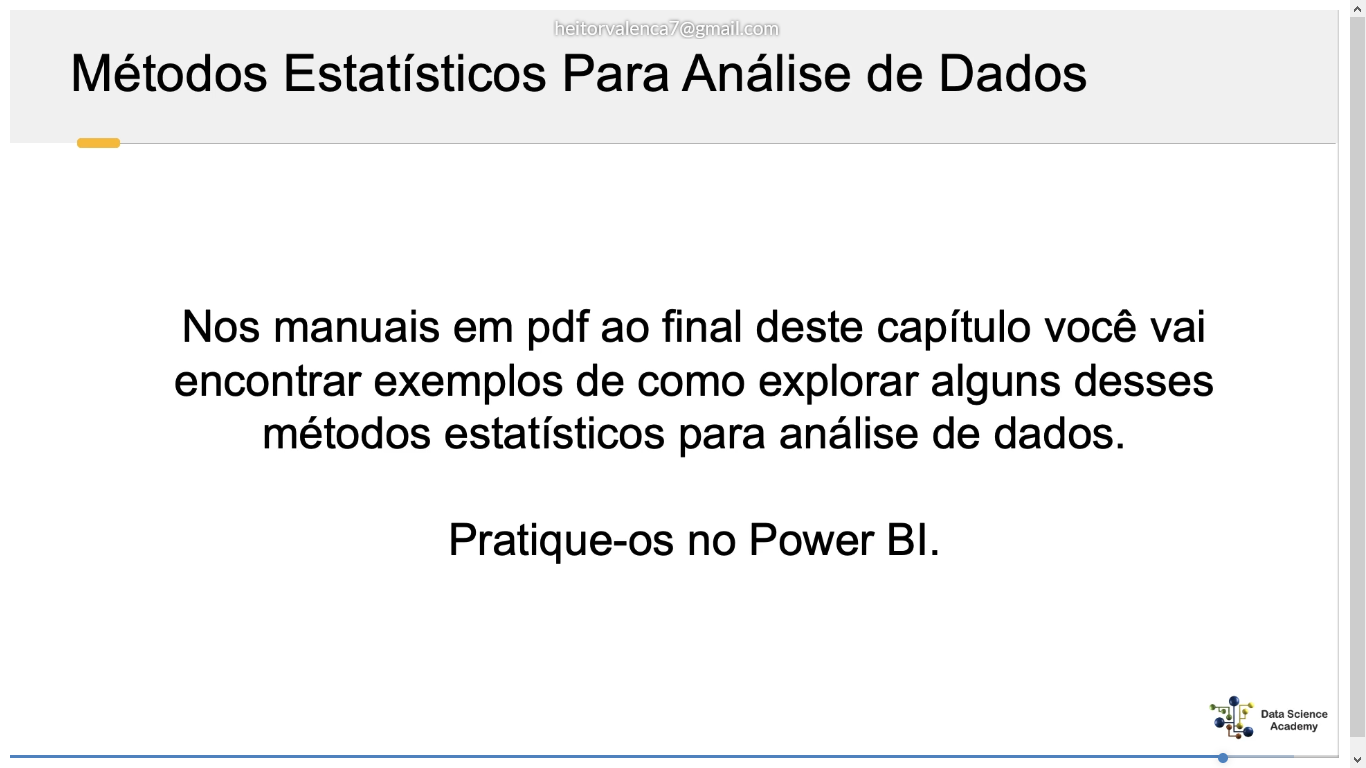 heitorvalenca7@gmail.com
Métodos Estatísticos Para Análise de Dados
Nos manuais em pdf ao final deste capítulo você vai
encontrar exemplos de como explorar alguns desses
métodos estatísticos para análise de dados.
Pratique-os no Power BI.
Data Science
Academy